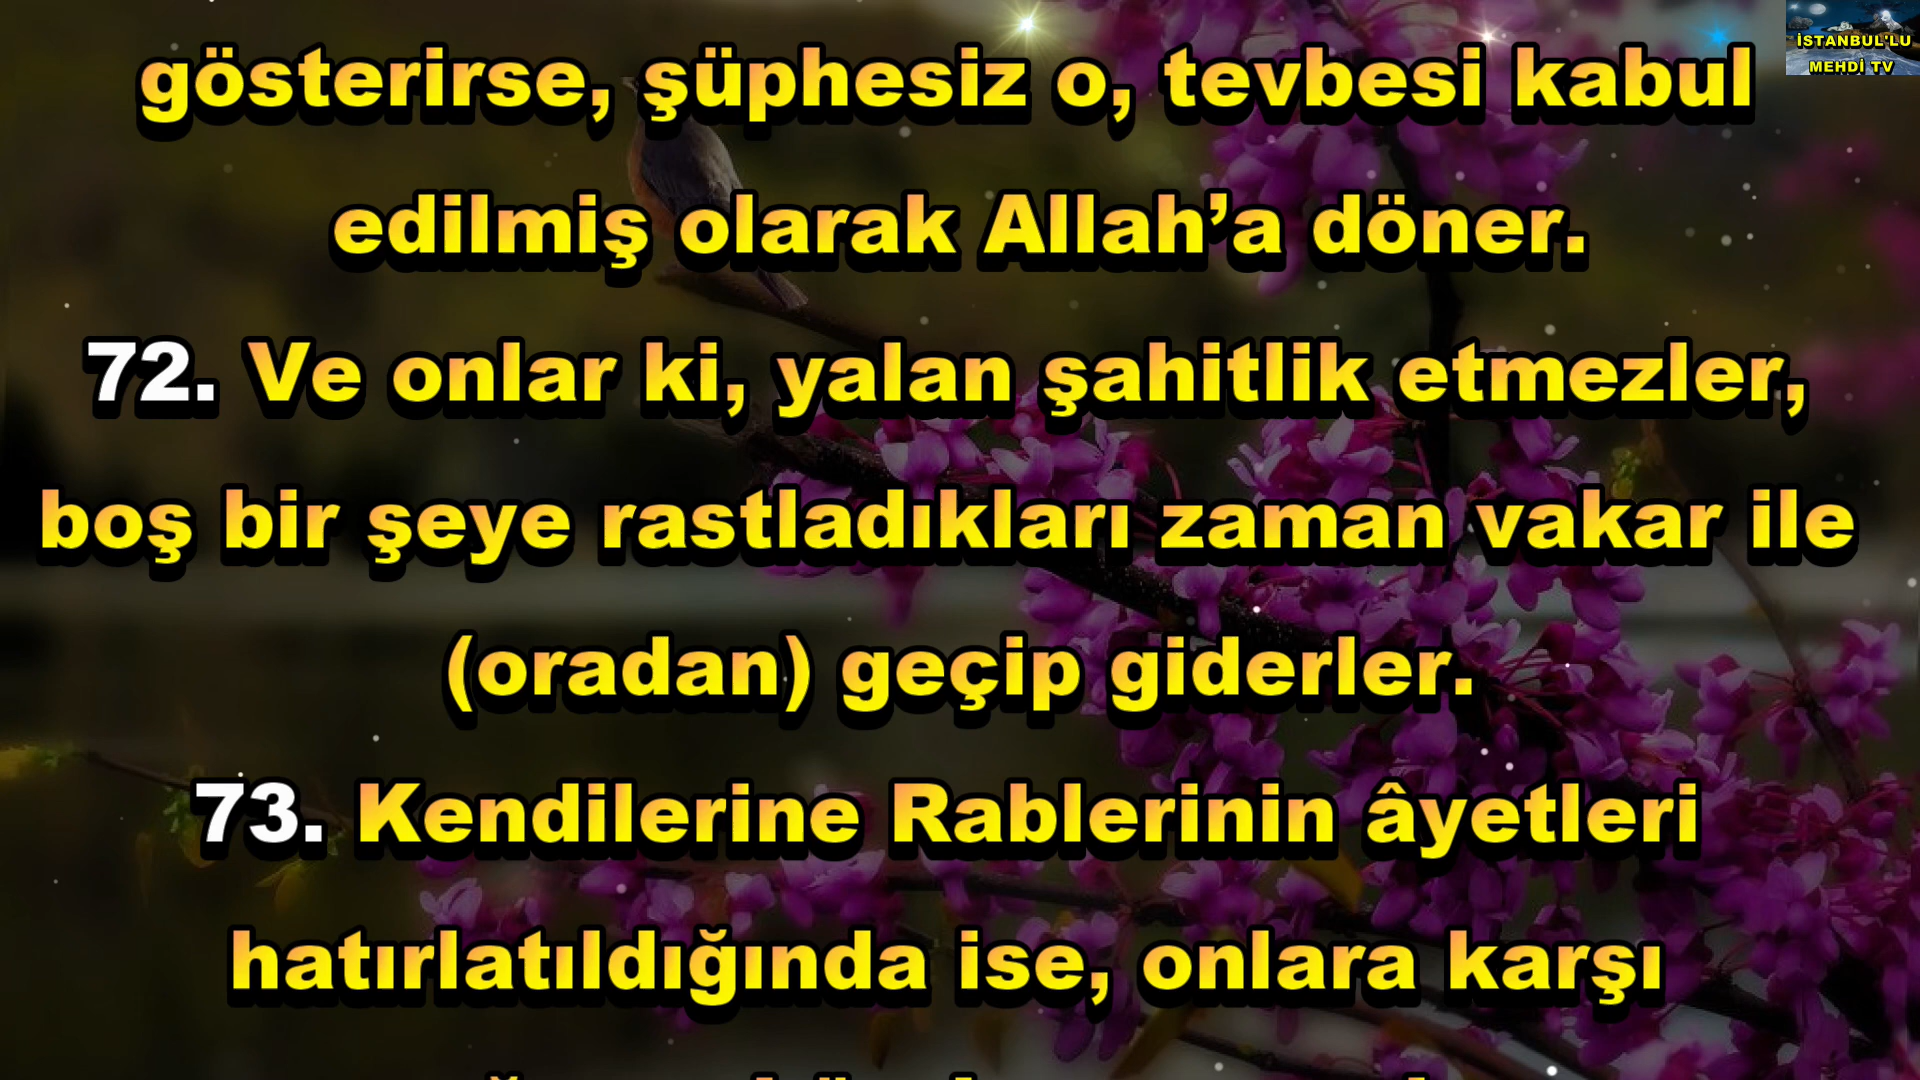 gösterirse, şüphesiz o, tevbesi kabul
edilmiş olarak Allah’a döner.
72. Ve onlar ki, yalan şahitlik etmezler,
boş bir şeye rastladıkları zaman vakar ile
(oradan) geçip giderler.
73. Kendilerine Rablerinin âyetleri
hatırlatıldığında ise, onlara karşı
İSTANBUL'LU
MEHDİ TV